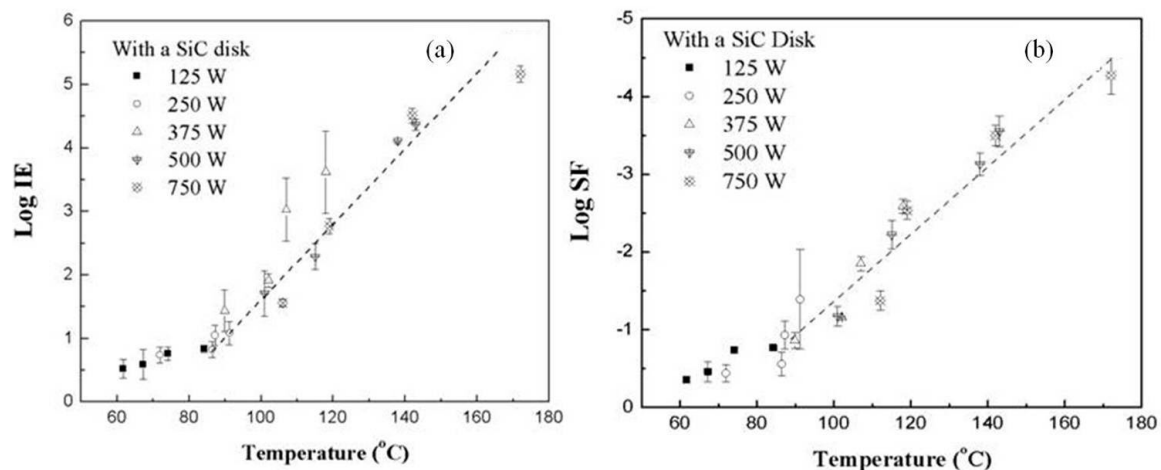 With a SiC disk
(a)
125 W
250 W
375 W
500 W
750 W
Log IE
6
5
4
3
2
1
0
60 80 100 120 140 160 180
Temperature (°C)
With a SiC Disk
(b)
125 W
250 W
375 W
500 W
750 W
Log SF
-5
-4
-3
-2
-1
0
60 80 100 120 140 160 180
Temperature (°C)